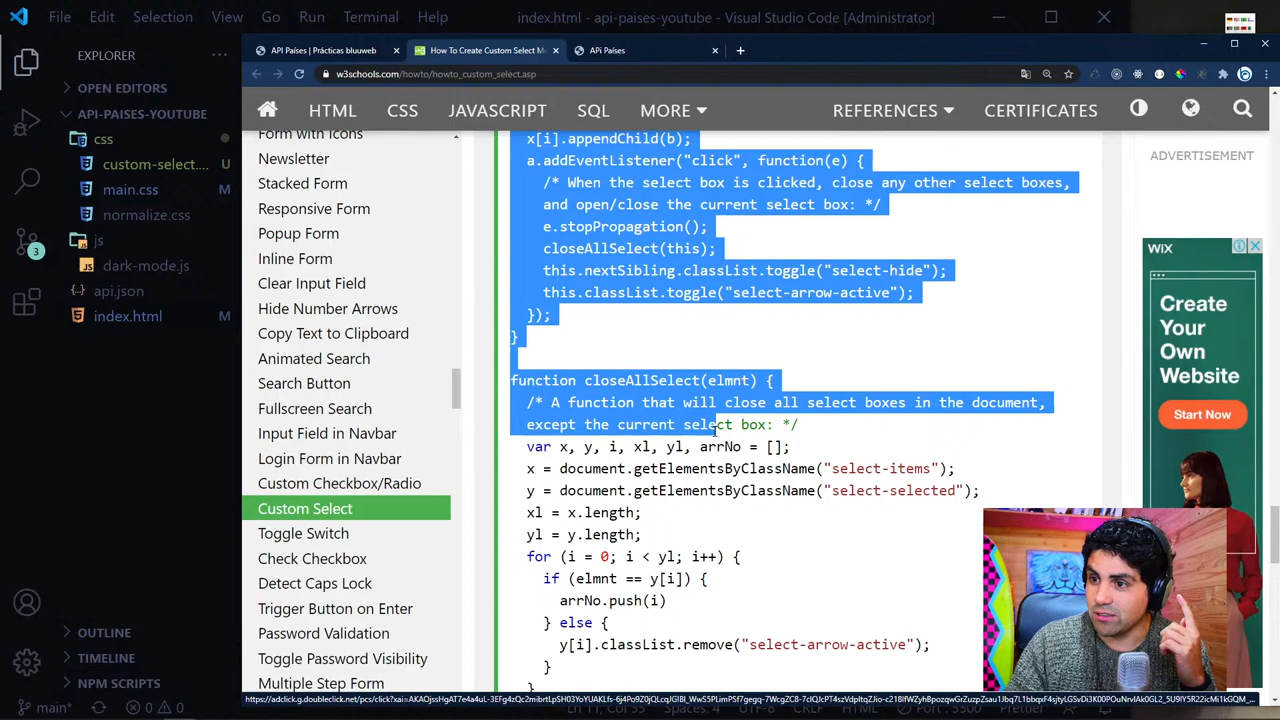 File Edit Selection View Go Run Terminal Help index.html - api-paises-youtube - Visual Studio Code [Administrator]
EXPLORER
OPEN EDITORS
API-PAISES-YOUTUBE
css
custom-select.... U
main.css M
normalize.css
js
dark-mode.js
api.json
index.html M
3
OUTLINE
TIMELINE
NPM SCRIPTS
main* 0 0
API Países | Prácticas bluuweb
How To Create Custom Select M
APi Países
w3schools.com/howto/howto_custom_select.asp
HTML CSS JAVASCRIPT SQL MORE REFERENCES CERTIFICATES
Form with Icons
Newsletter
Stacked Form
Responsive Form
Popup Form
Inline Form
Clear Input Field
Hide Number Arrows
Copy Text to Clipboard
Animated Search
Search Button
Fullscreen Search
Input Field in Navbar
Login Form in Navbar
Custom Checkbox/Radio
Custom Select
Toggle Switch
Check Checkbox
Detect Caps Lock
Trigger Button on Enter
Password Validation
Toggle Password Visibility
Multiple Step Form
x[i].appendChild(b);
a.addEventListener("click", function(e) {
/* When the select box is clicked, close any other select boxes,
and open/close the current select box: */
e.stopPropagation();
closeAllSelect(this);
this.nextSibling.classList.toggle("select-hide");
this.classList.toggle("select-arrow-active");
});
}
function closeAllSelect(elmnt) {
/* A function that will close all select boxes in the document,
except the current select box: */
var x, y, i, xl, yl, arrNo = [];
x = document.getElementsByClassName("select-items");
y = document.getElementsByClassName("select-selected");
xl = x.length;
yl = y.length;
for (i = 0; i < yl; i++) {
if (elmnt == y[i]) {
arrNo.push(i)
} else {
y[i].classList.remove("select-arrow-active");
}
ADVERTISEMENT
WiX
Create
Your
Own
Website
Start Now